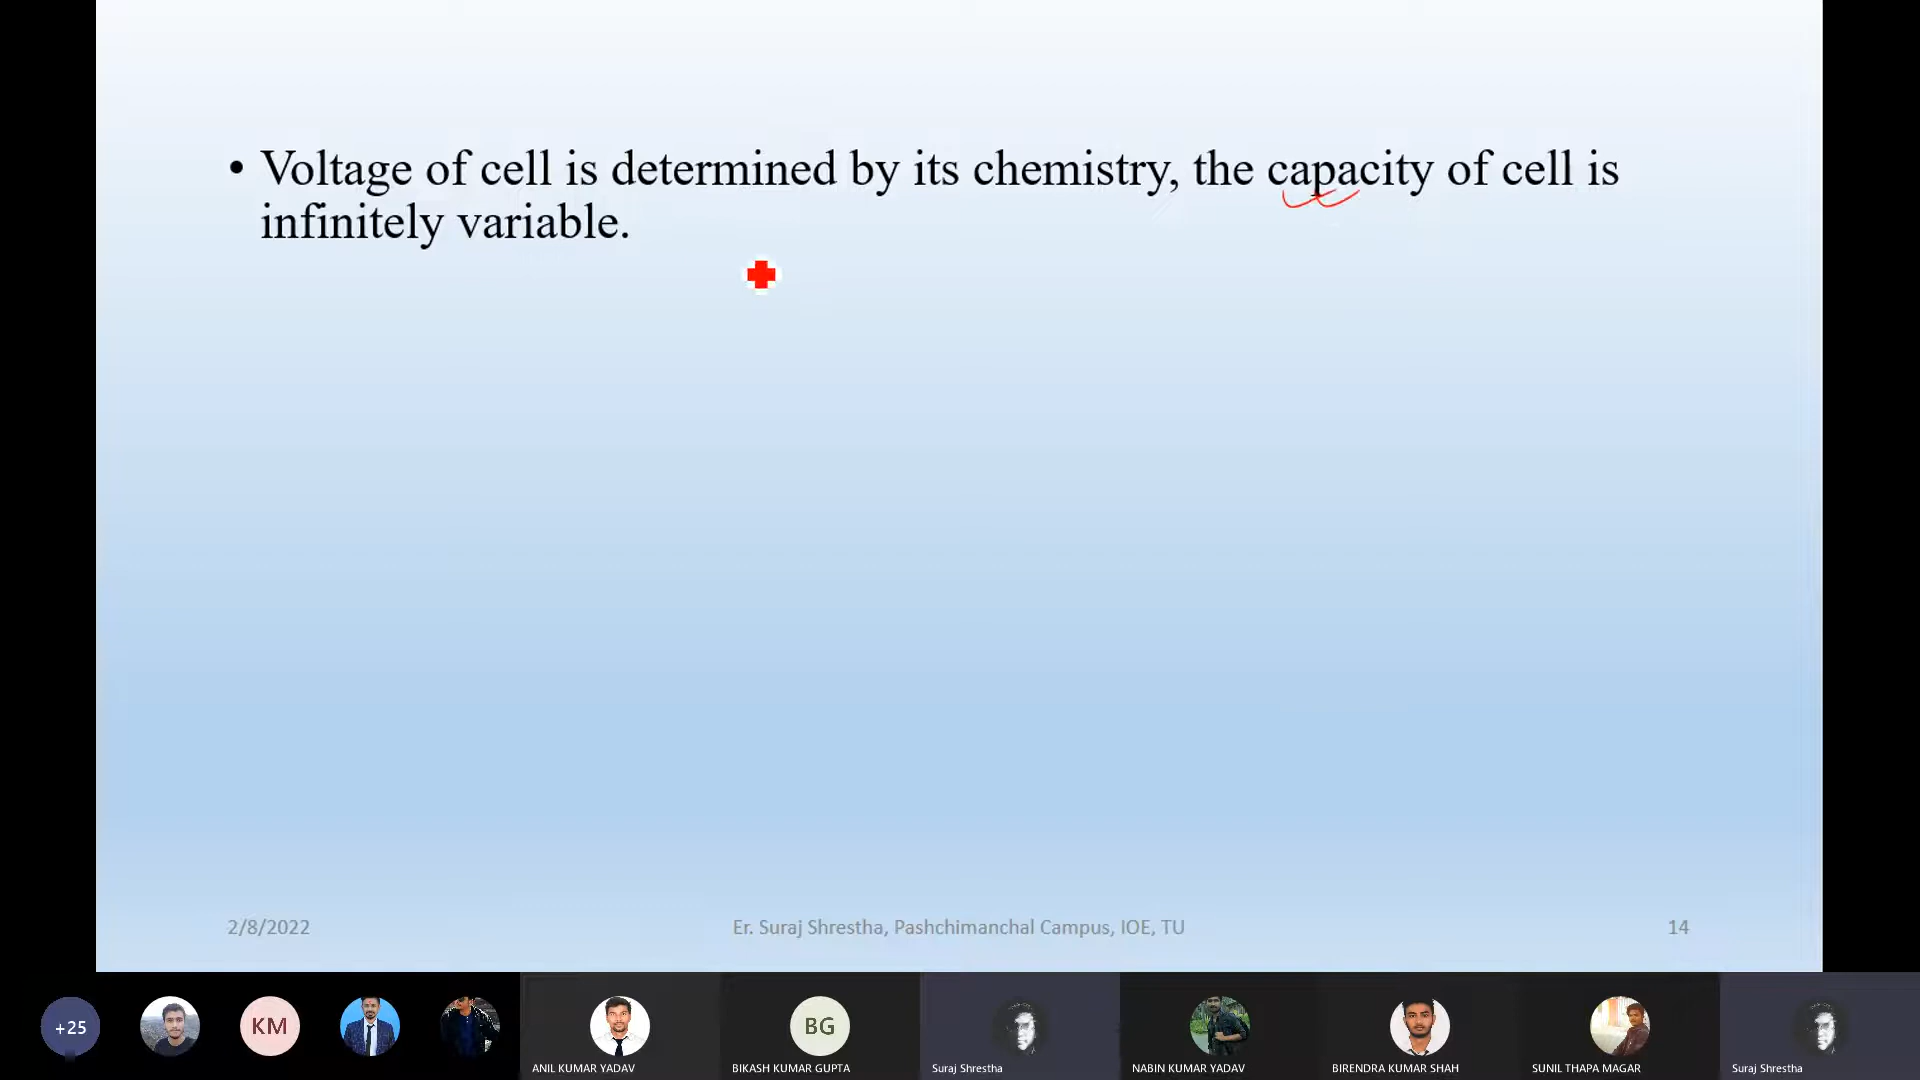 • Voltage of cell is determined by its chemistry, the capacity of cell is
infinitely variable.
2/8/2022
Er. Suraj Shrestha, Pashchimanchal Campus, IOE, TU
14
+25
KM
BG
ANIL KUMAR YADAV
BIKASH KUMAR GUPTA
Suraj Shrestha
NABIN KUMAR YADAV
BIRENDRA KUMAR SHAH
SUNIL THAPA MAGAR
Suraj Shrestha